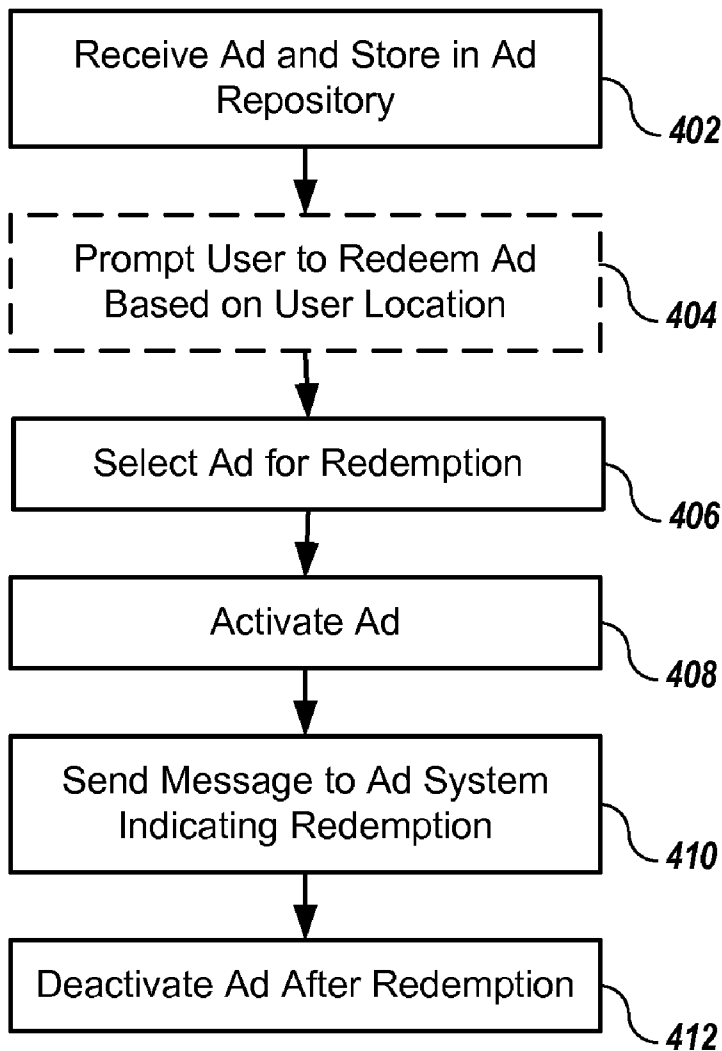 Receive Ad and Store in Ad
Repository
402
Prompt User to Redeem Ad
Based on User Location
404
Select Ad for Redemption
406
Activate Ad
408
Send Message to Ad System
Indicating Redemption
410
Deactivate Ad After Redemption
412